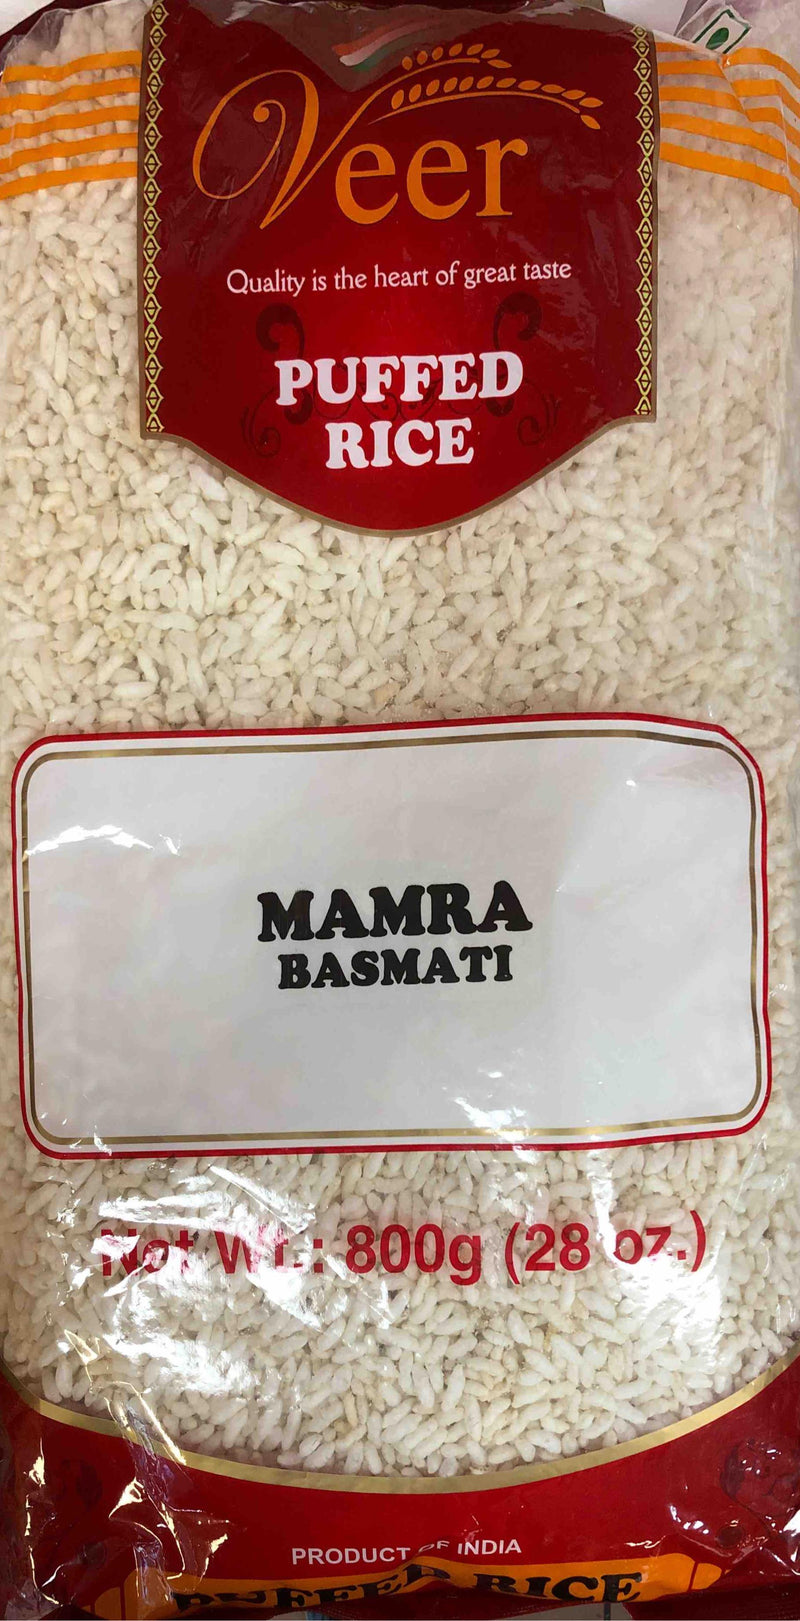 Veer
Quality is the heart of great taste
PUFFED
RICE
MAMRA
BASMATI
Net Wt.: 800g (28 oz.)
PRODUCT OF INDIA
PUFFED RICE